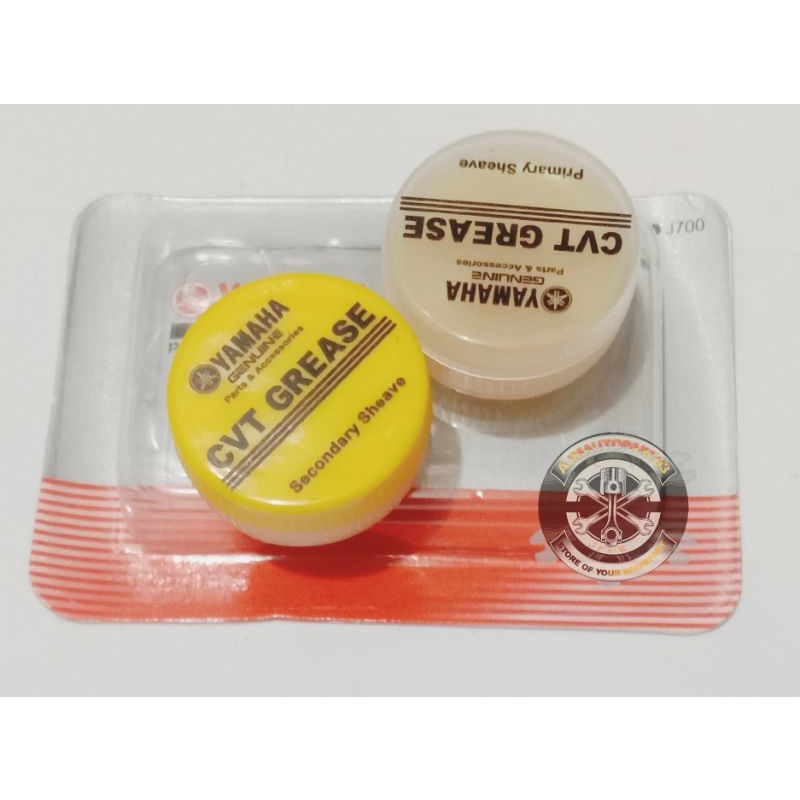 Primary Sheave
CVT GREASE
YAMAHA
GENUINE
Parts & Accessories
J700
YAMAHA
GENUINE
Parts & Accessories
CVT GREASE
Secondary Sheave
STORE OF YOUR